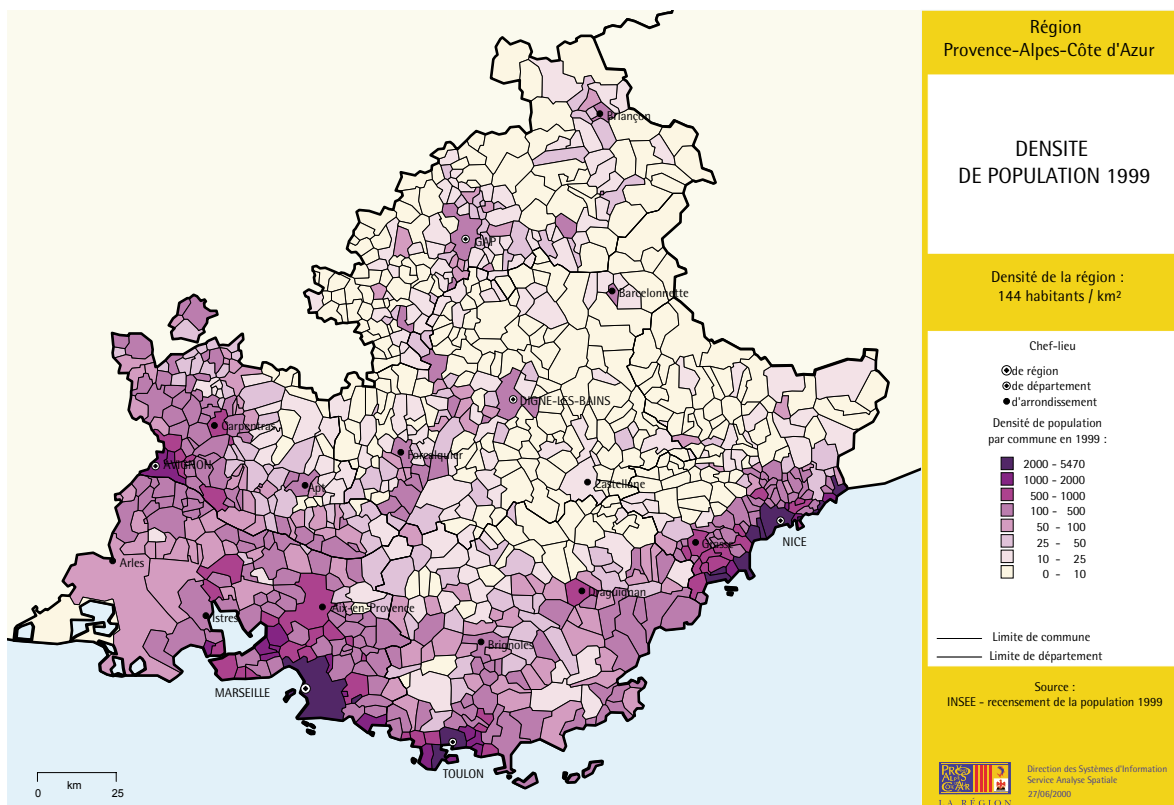 Région
Provence-Alpes-Côte d'Azur
DENSITE
DE POPULATION 1999
Densité de la région :
144 habitants / km²
Chef-lieu
de région
de département
d'arrondissement
Densité de population
par commune en 1999 :
2000 - 5470
1000 - 2000
500 - 1000
100 - 500
50 - 100
25 - 50
10 - 25
0 - 10
Limite de commune
Limite de département
Source :
INSEE - recensement de la population 1999
Direction des Systèmes d'Information
Service Analyse Spatiale
27/06/2000
LA RÉGION
Briançon
GAP
Barcelonnette
DIGNE-LES-BAINS
Carpentras
Forcalquier
AVIGNON
Apt
Castellane
NICE
Grasse
Arles
Draguignan
Aix-en-Provence
Istres
Brignoles
MARSEILLE
TOULON
km
0 25